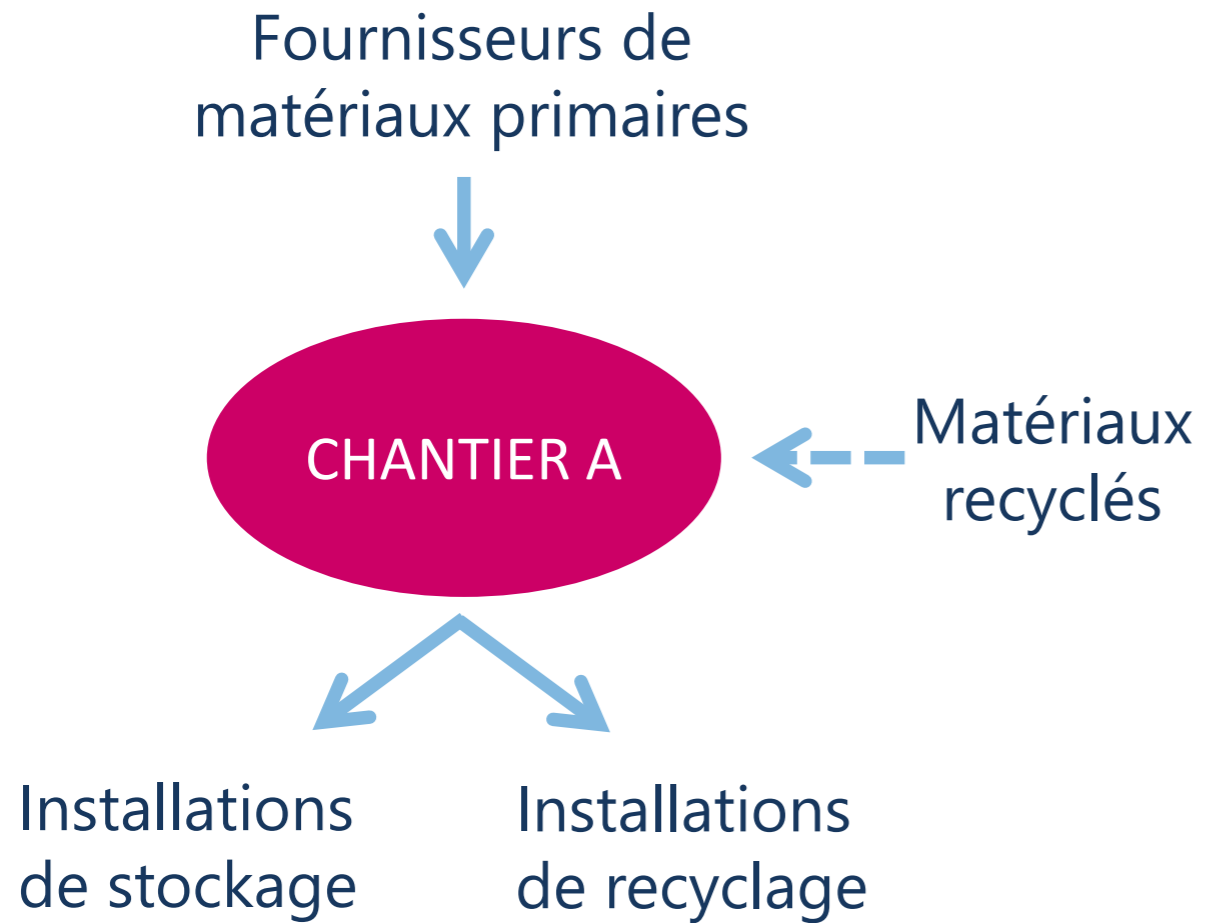 Fournisseurs de
matériaux primaires
CHANTIER A
Matériaux
recyclés
Installations
de stockage
Installations
de recyclage